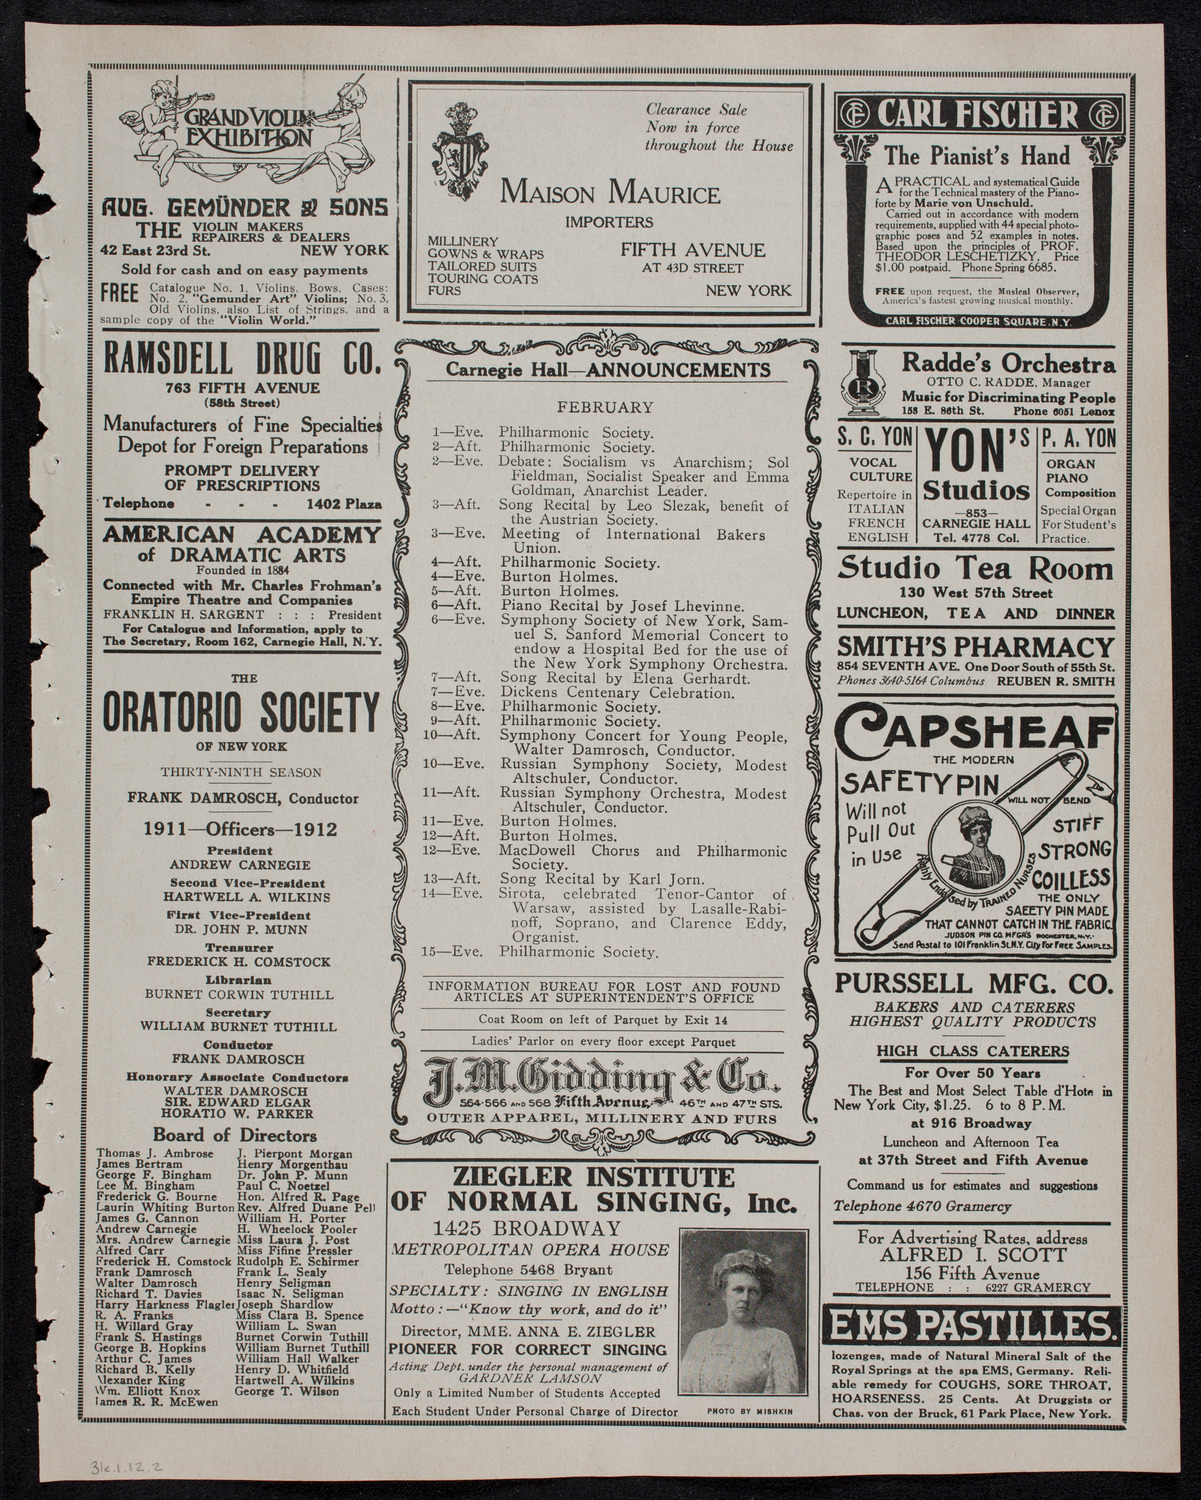 GRAND VIOLIN
EXHIBITION
AUG. GEMÜNDER & SONS
THE VIOLIN MAKERS
REPAIRERS & DEALERS
42 East 23rd St. NEW YORK
Sold for cash and on easy payments
FREE Catalogue No. 1, Violins, Bows, Cases;
No. 2, "Gemunder Art" Violins; No. 3,
Old Violins, also List of Strings, and a
sample copy of the "Violin World."
RAMSDELL DRUG CO.
763 FIFTH AVENUE
(58th Street)
Manufacturers of Fine Specialties
Depot for Foreign Preparations
PROMPT DELIVERY
OF PRESCRIPTIONS
Telephone - - - 1402 Plaza
AMERICAN ACADEMY
of DRAMATIC ARTS
Founded in 1884
Connected with Mr. Charles Frohman's
Empire Theatre and Companies
FRANKLIN H. SARGENT : : : President
For Catalogue and Information, apply to
The Secretary, Room 162, Carnegie Hall, N.Y.
THE
ORATORIO SOCIETY
OF NEW YORK
THIRTY-NINTH SEASON
FRANK DAMROSCH, Conductor
1911—Officers—1912
President
ANDREW CARNEGIE
Second Vice-President
HARTWELL A. WILKINS
First Vice-President
DR. JOHN P. MUNN
Treasurer
FREDERICK H. COMSTOCK
Librarian
BURNET CORWIN TUTHILL
Secretary
WILLIAM BURNET TUTHILL
Conductor
FRANK DAMROSCH
Honorary Associate Conductors
WALTER DAMROSCH
SIR. EDWARD ELGAR
HORATIO W. PARKER
Board of Directors
Thomas J. Ambrose
James Bertram
George F. Bingham
Lee M. Bingham
Frederick G. Bourne
Laurin Whiting Burton
James G. Cannon
Andrew Carnegie
Mrs. Andrew Carnegie
Alfred Carr
Frederick H. Comstock
Frank Damrosch
Walter Damrosch
Richard T. Davies
Harry Harkness Flagler
R. A. Franks
H. Willard Gray
Frank S. Hastings
George B. Hopkins
Arthur C. James
Richard B. Kelly
Alexander King
Wm. Elliott Knox
James R. R. McEwen
J. Pierpont Morgan
Henry Morgenthau
Dr. John P. Munn
Paul C. Noetzel
Hon. Alfred R. Page
Rev. Alfred Duane Pell
William H. Porter
H. Wheelock Pooler
Miss Laura J. Post
Miss Fifine Pressler
Rudolph E. Schirmer
Frank L. Sealy
Henry Seligman
Isaac N. Seligman
Joseph Shardlow
Miss Clara B. Spence
William L. Swan
Burnet Corwin Tuthill
William Burnet Tuthill
William Hall Walker
Henry D. Whitfield
Hartwell A. Wilkins
George T. Wilson
Clearance Sale
Now in force
throughout the House
MAISON MAURICE
IMPORTERS
MILLINERY
GOWNS & WRAPS
TAILORED SUITS
TOURING COATS
FURS
FIFTH AVENUE
AT 43D STREET
NEW YORK
Carnegie Hall—ANNOUNCEMENTS
FEBRUARY
1—Eve. Philharmonic Society.
2—Aft. Philharmonic Society.
2—Eve. Debate: Socialism vs Anarchism; Sol
Fieldman, Socialist Speaker and Emma
Goldman, Anarchist Leader.
3—Aft. Song Recital by Leo Slezak, benefit of
the Austrian Society.
3—Eve. Meeting of International Bakers
Union.
4—Aft. Philharmonic Society.
4—Eve. Burton Holmes.
5—Aft. Burton Holmes.
6—Aft. Piano Recital by Josef Lhevinne.
6—Eve. Symphony Society of New York, Sam-
uel S. Sanford Memorial Concert to
endow a Hospital Bed for the use of
the New York Symphony Orchestra.
7—Aft. Song Recital by Elena Gerhardt.
7—Eve. Dickens Centenary Celebration.
8—Eve. Philharmonic Society.
9—Aft. Philharmonic Society.
10—Aft. Symphony Concert for Young People,
Walter Damrosch, Conductor.
10—Eve. Russian Symphony Society, Modest
Altschuler, Conductor.
11—Aft. Russian Symphony Orchestra, Modest
Altschuler, Conductor.
11—Eve. Burton Holmes.
12—Aft. Burton Holmes.
12—Eve. MacDowell Chorus and Philharmonic
Society.
13—Aft. Song Recital by Karl Jorn.
14—Eve. Sirota, celebrated Tenor-Cantor of
Warsaw, assisted by Lasalle-Rabi-
noff, Soprano, and Clarence Eddy,
Organist.
15—Eve. Philharmonic Society.
INFORMATION BUREAU FOR LOST AND FOUND
ARTICLES AT SUPERINTENDENT'S OFFICE
Coat Room on left of Parquet by Exit 14
Ladies' Parlor on every floor except Parquet
J.M. Gidding & Co.
564-566 AND 568 Fifth Avenue, 46TH AND 47TH STS.
OUTER APPAREL, MILLINERY AND FURS
ZIEGLER INSTITUTE
OF NORMAL SINGING, Inc.
1425 BROADWAY
METROPOLITAN OPERA HOUSE
Telephone 5468 Bryant
SPECIALTY: SINGING IN ENGLISH
Motto:—"Know thy work, and do it"
Director, MME. ANNA E. ZIEGLER
PIONEER FOR CORRECT SINGING
Acting Dept. under the personal management of
GARDNER LAMSON
Only a Limited Number of Students Accepted
Each Student Under Personal Charge of Director
PHOTO BY MISHKIN
CARL FISCHER
The Pianist's Hand
A PRACTICAL and systematical Guide
for the Technical mastery of the Piano-
forte by Marie von Unschuld.
Carried out in accordance with modern
requirements, supplied with 44 special photo-
graphic poses and 52 examples in notes.
Based upon the principles of PROF.
THEODOR LESCHETIZKY. Price
$1.00 postpaid. Phone Spring 6685.
FREE upon request, the Musical Observer,
America's fastest growing musical monthly.
CARL FISCHER COOPER SQUARE, N.Y.
Radde's Orchestra
OTTO C. RADDE, Manager
Music for Discriminating People
158 E. 86th St. Phone 6051 Lenox
S. C. YON
VOCAL
CULTURE
Repertoire in
ITALIAN
FRENCH
ENGLISH
YON'S
Studios
—853—
CARNEGIE HALL
Tel. 4778 Col.
P. A. YON
ORGAN
PIANO
Composition
Special Organ
For Student's
Practice.
Studio Tea Room
130 West 57th Street
LUNCHEON, TEA AND DINNER
SMITH'S PHARMACY
854 SEVENTH AVE. One Door South of 55th St.
Phones 3640-5164 Columbus REUBEN R. SMITH
CAPSHEAF
THE MODERN
SAFETY PIN
WILL NOT BEND
Will not
Pull Out
in Use
STIFF
STRONG
COILLESS
Highly Endorsed by TRAINED NURSES
THE ONLY
SAFETY PIN MADE
THAT CANNOT CATCH IN THE FABRIC
JUDSON PIN CO. MFGRS ROCHESTER, N.Y.
Send Postal to 101 Franklin St. N.Y. City for FREE SAMPLES.
PURSSELL MFG. CO.
BAKERS AND CATERERS
HIGHEST QUALITY PRODUCTS
HIGH CLASS CATERERS
For Over 50 Years
The Best and Most Select Table d'Hote in
New York City, $1.25. 6 to 8 P.M.
at 916 Broadway
Luncheon and Afternoon Tea
at 37th Street and Fifth Avenue
Command us for estimates and suggestions
Telephone 4670 Gramercy
For Advertising Rates, address
ALFRED I. SCOTT
156 Fifth Avenue
TELEPHONE : : 6227 GRAMERCY
EMS PASTILLES.
lozenges, made of Natural Mineral Salt of the
Royal Springs at the spa EMS, Germany. Reli-
able remedy for COUGHS, SORE THROAT,
HOARSENESS. 25 Cents. At Druggists or
Chas. von der Bruck, 61 Park Place, New York.
31e.1.12.2